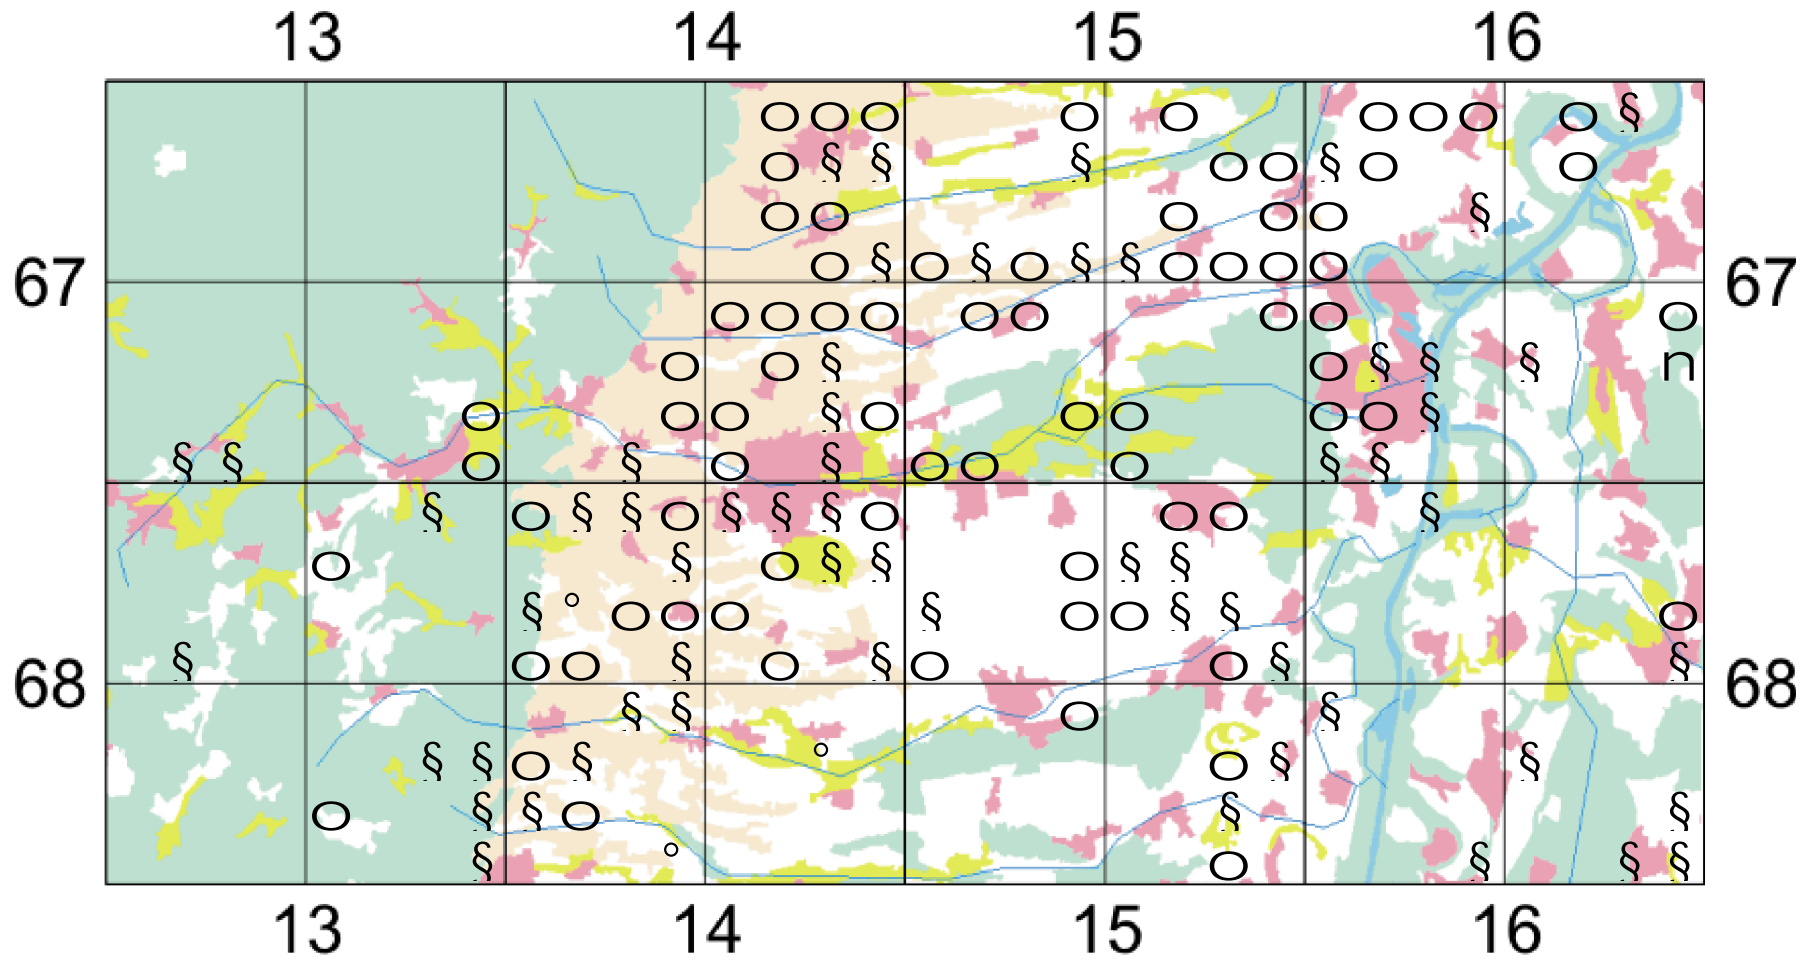 13 14 15 16
O O O O O O O O O §
O § § § O O § O O
O O O O O §
O § O § O § § O O O O
67 67
O O O O O O O O O
O O § O § § § n
O O O § O O O O O §
§ § O § O § O O O § §
§ O § § O § § § O O O §
O § O § § O § §
§ ° O O O § O O § § O
§ O O § O § O O § §
68 68
§ § O §
§ § O § ° O § §
O § § O § §
§ ° O § § §
13 14 15 16